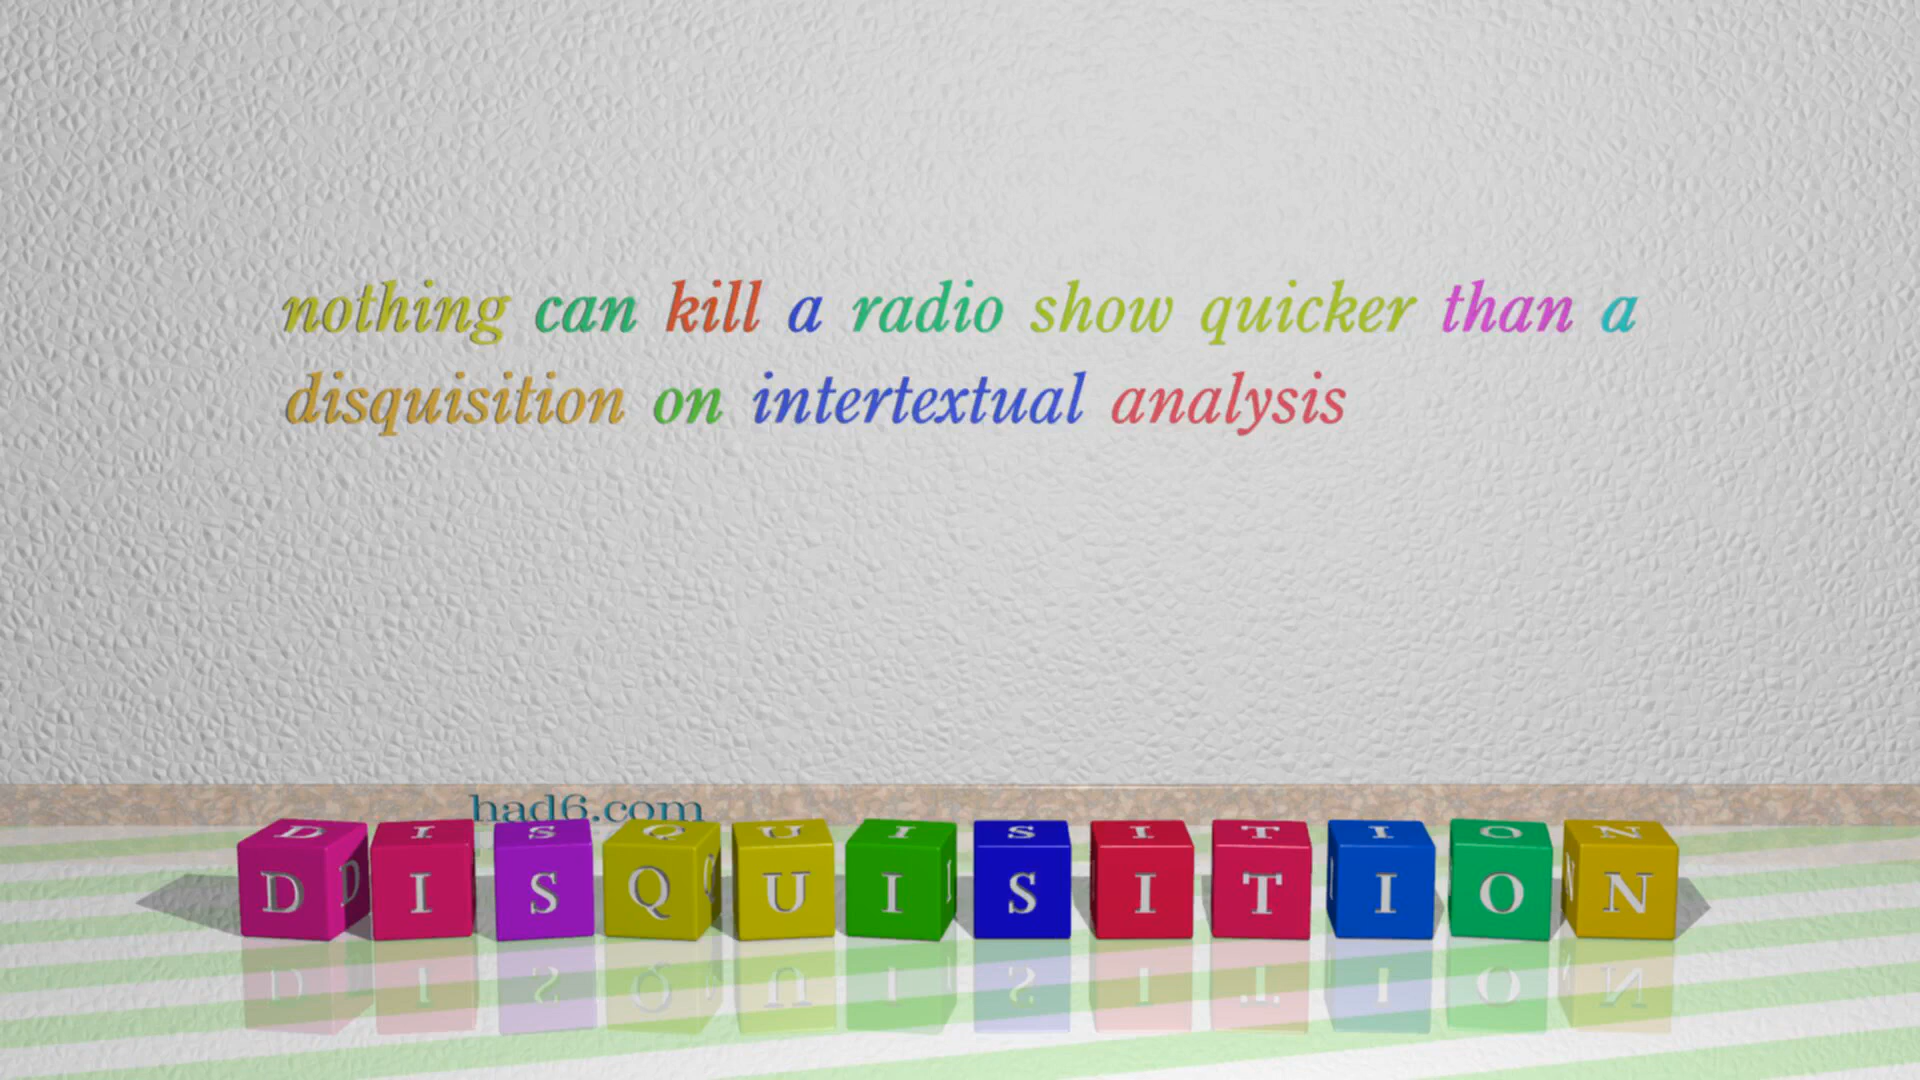 nothing can kill a radio show quicker than a
disquisition on intertextual analysis
had6.com
DISQUISITION